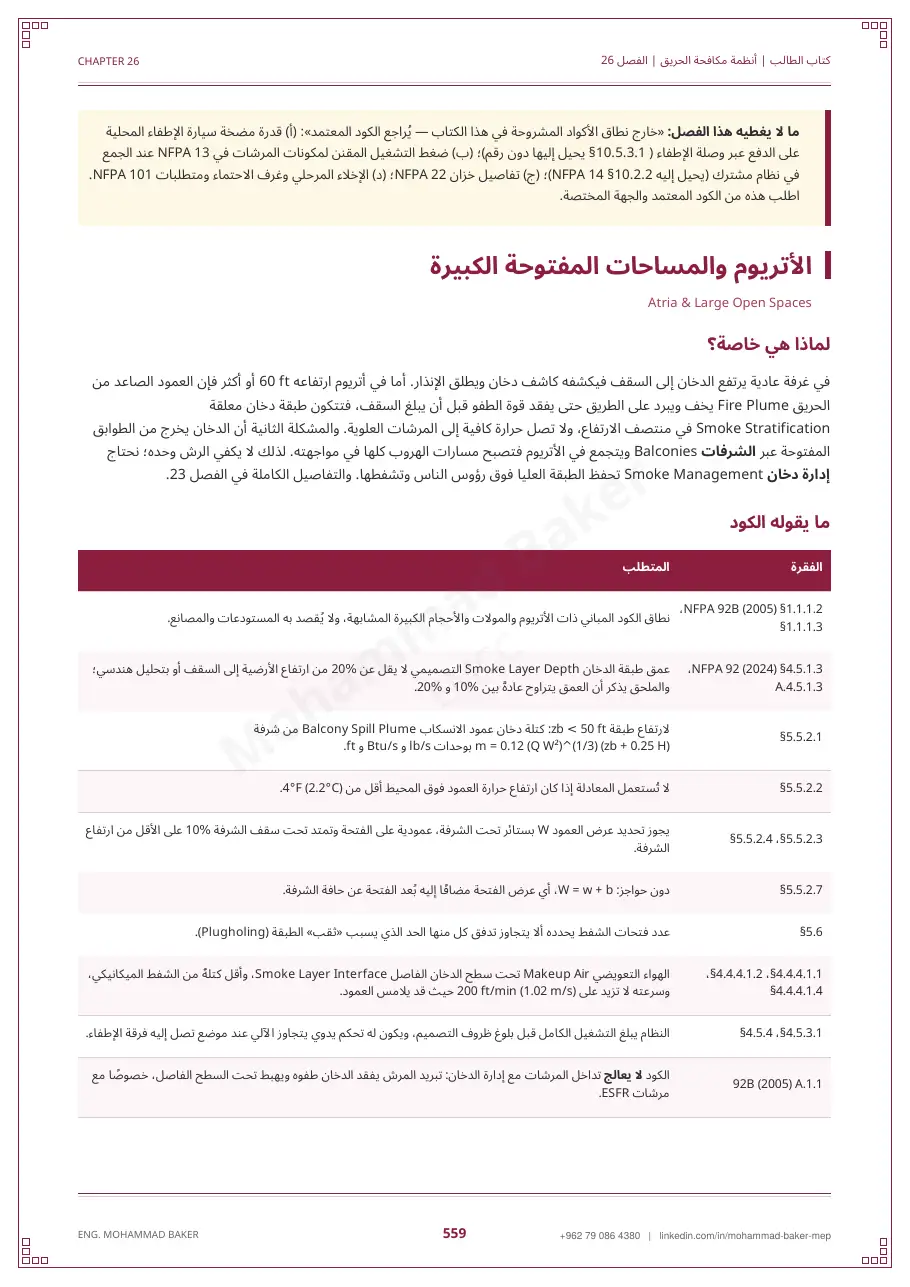 كتاب الطالب | أنظمة مكافحة الحريق | الفصل 26
CHAPTER 26
ما لا يغطيه هذا الفصل: «خارج نطاق الأكواد المشروحة في هذا الكتاب — يُراجع الكود المعتمد»: (أ) قدرة مضخة سيارة الإطفاء المحلية
على الدفع عبر وصلة الإطفاء ( §10.5.3.1 يحيل إليها دون رقم)؛ (ب) ضغط التشغيل المقنن لمكونات المرشات في NFPA 13 عند الجمع
في نظام مشترك (يحيل إليه NFPA 14 §10.2.2)؛ (ج) تفاصيل خزان NFPA 22؛ (د) الإخلاء المرحلي وغرف الاحتماء ومتطلبات NFPA 101.
اطلب هذه من الكود المعتمد والجهة المختصة.
الأتريوم والمساحات المفتوحة الكبيرة
Atria & Large Open Spaces
لماذا هي خاصة؟
في غرفة عادية يرتفع الدخان إلى السقف فيكشفه كاشف دخان ويطلق الإنذار. أما في أتريوم ارتفاعه 60 ft أو أكثر فإن العمود الصاعد من
الحريق Fire Plume يخف ويبرد على الطريق حتى يفقد قوة الطفو قبل أن يبلغ السقف، فتتكون طبقة دخان معلقة
Smoke Stratification في منتصف الارتفاع، ولا تصل حرارة كافية إلى المرشات العلوية. والمشكلة الثانية أن الدخان يخرج من الطوابق
المفتوحة عبر الشرفات Balconies ويتجمع في الأتريوم فتصبح مسارات الهروب كلها في مواجهته. لذلك لا يكفي الرش وحده؛ نحتاج
إدارة دخان Smoke Management تحفظ الطبقة العليا فوق رؤوس الناس وتشفطها. والتفاصيل الكاملة في الفصل 23.
ما يقوله الكود
الفقرة المتطلب
NFPA 92B (2005) §1.1.1.2، §1.1.1.3 نطاق الكود المباني ذات الأتريوم والمولات والأحجام الكبيرة المشابهة، ولا يُقصد به المستودعات والمصانع.
NFPA 92 (2024) §4.5.1.3، A.4.5.1.3 عمق طبقة الدخان Smoke Layer Depth التصميمي لا يقل عن 20% من ارتفاع الأرضية إلى السقف أو بتحليل هندسي؛
والملحق يذكر أن العمق يتراوح عادةً بين 10% و 20%.
§5.5.2.1 لارتفاع طبقة zb < 50 ft: كتلة دخان عمود الانسكاب Balcony Spill Plume من شرفة
m = 0.12 (Q W²)^(1/3) (zb + 0.25 H) بوحدات lb/s و Btu/s و ft.
§5.5.2.2 لا تُستعمل المعادلة إذا كان ارتفاع حرارة العمود فوق المحيط أقل من 4°F (2.2°C).
§5.5.2.3، §5.5.2.4 يجوز تحديد عرض العمود W بستائر تحت الشرفة، عمودية على الفتحة وتمتد تحت سقف الشرفة 10% على الأقل من ارتفاع
الشرفة.
§5.5.2.7 دون حواجز: W = w + b، أي عرض الفتحة مضافًا إليه بُعد الفتحة عن حافة الشرفة.
§5.6 عدد فتحات الشفط يحدده ألا يتجاوز تدفق كل منها الحد الذي يسبب «ثقب» الطبقة (Plugholing).
§4.4.4.1.1، §4.4.4.1.2، §4.4.4.1.4 الهواء التعويضي Makeup Air تحت سطح الدخان الفاصل Smoke Layer Interface، وأقل كتلةً من الشفط الميكانيكي،
وسرعته لا تزيد على 200 ft/min (1.02 m/s) حيث قد يلامس العمود.
§4.5.3.1، §4.5.4 النظام يبلغ التشغيل الكامل قبل بلوغ ظروف التصميم، ويكون له تحكم يدوي يتجاوز الآلي عند موضع تصل إليه فرقة الإطفاء.
92B (2005) A.1.1 الكود لا يعالج تداخل المرشات مع إدارة الدخان: تبريد المرش يفقد الدخان طفوه ويهبط تحت السطح الفاصل، خصوصًا مع
مرشات ESFR.
Mohammad Baker
ENG. MOHAMMAD BAKER
559
+962 79 086 4380 | linkedin.com/in/mohammad-baker-mep